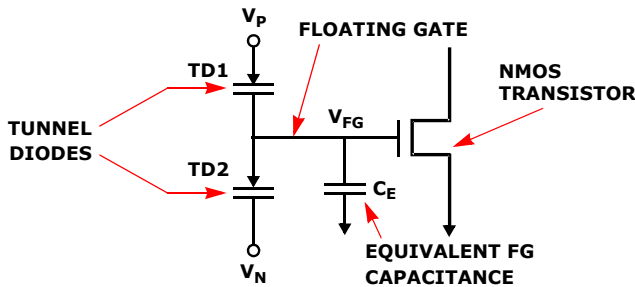 VP
FLOATING GATE
TD1
NMOS
TRANSISTOR
VFG
TUNNEL
DIODES
TD2
CE
VN
EQUIVALENT FG
CAPACITANCE